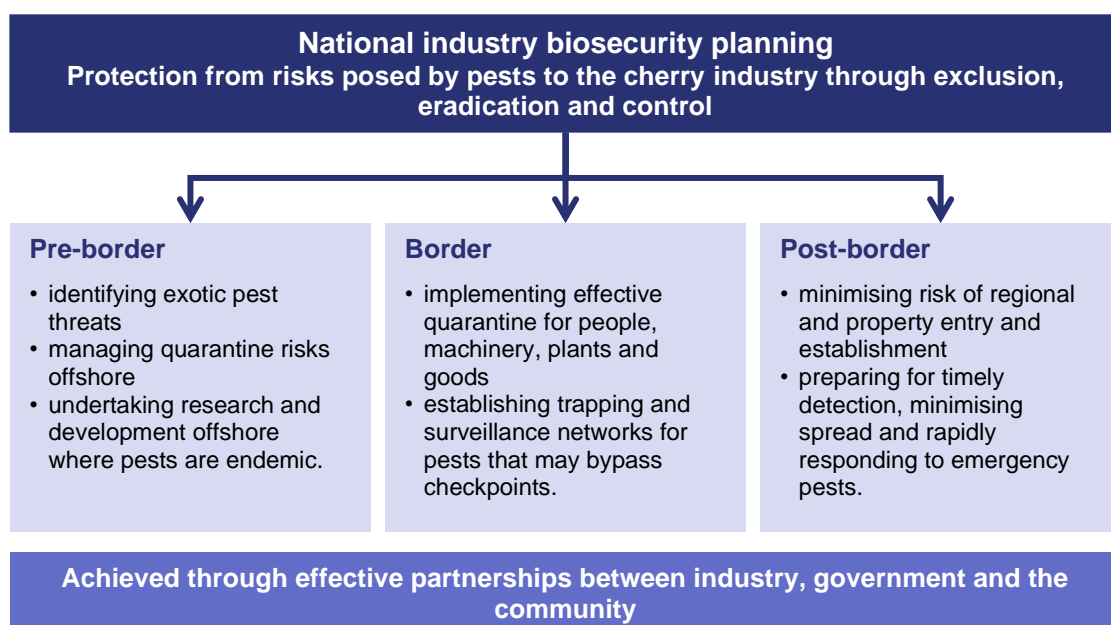 National industry biosecurity planning
Protection from risks posed by pests to the cherry industry through exclusion,
eradication and control
Pre-border
• identifying exotic pest
threats
• managing quarantine risks
offshore
• undertaking research and
development offshore
where pests are endemic.
Border
• implementing effective
quarantine for people,
machinery, plants and
goods
• establishing trapping and
surveillance networks for
pests that may bypass
checkpoints.
Post-border
• minimising risk of regional
and property entry and
establishment
• preparing for timely
detection, minimising
spread and rapidly
responding to emergency
pests.
Achieved through effective partnerships between industry, government and the
community